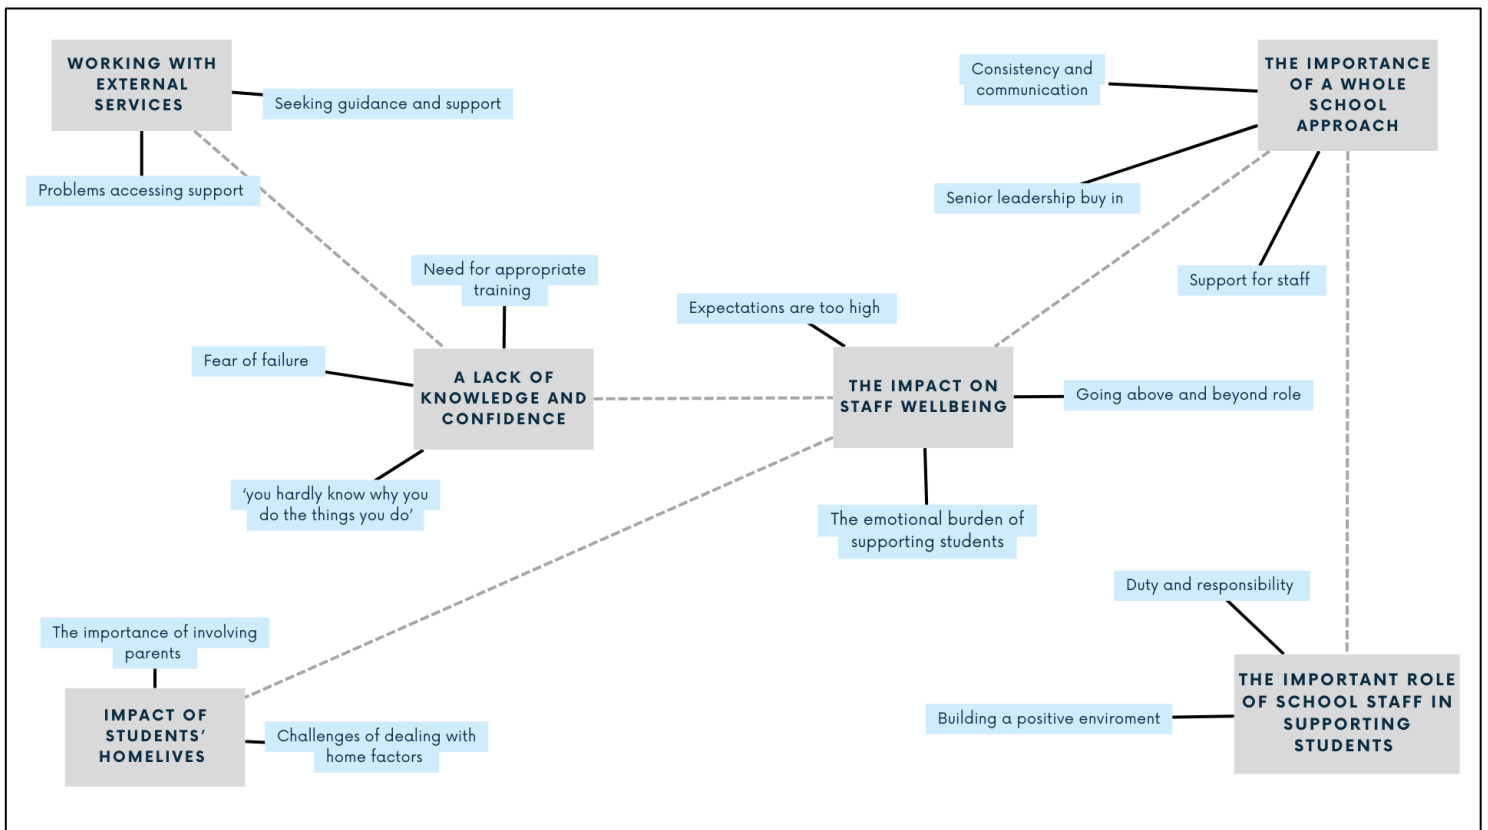 WORKING WITH
EXTERNAL
SERVICES
Seeking guidance and support
Problems accessing support
Consistency and
communication
THE IMPORTANCE
OF A WHOLE
SCHOOL
APPROACH
Senior leadership buy in
Support for staff
Need for appropriate
training
Fear of failure
A LACK OF
KNOWLEDGE AND
CONFIDENCE
'you hardly know why you
do the things you do'
Expectations are too high
THE IMPACT ON
STAFF WELLBEING
Going above and beyond role
The emotional burden of
supporting students
The importance of involving
parents
IMPACT OF
STUDENTS'
HOMELIVES
Challenges of dealing with
home factors
Duty and responsibility
Building a positive enviroment
THE IMPORTANT ROLE
OF SCHOOL STAFF IN
SUPPORTING
STUDENTS